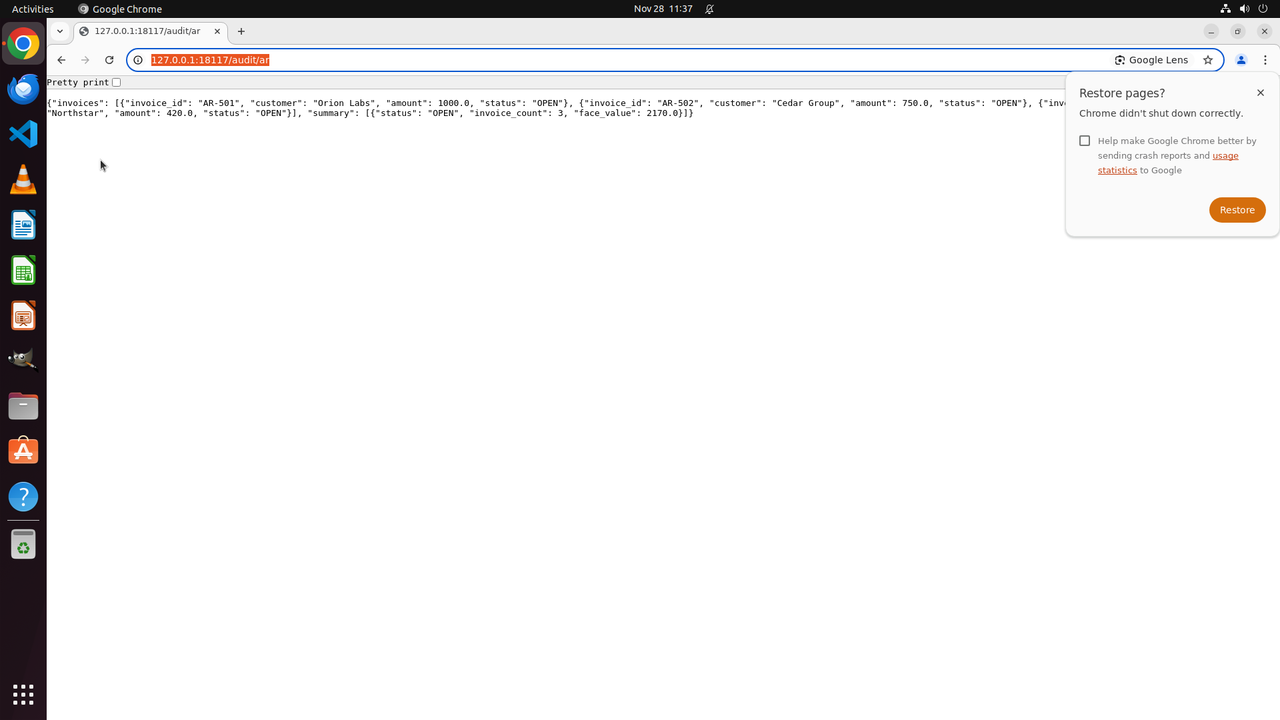 Activities
Google Chrome
Nov 28 11:37
127.0.0.1:18117/audit/ar
127.0.0.1:18117/audit/ar
Google Lens
Pretty print
{"invoices": [{"invoice_id": "AR-501", "customer": "Orion Labs", "amount": 1000.0, "status": "OPEN"}, {"invoice_id": "AR-502", "customer": "Cedar Group", "amount": 750.0, "status": "OPEN"}, {"invo
"Northstar", "amount": 420.0, "status": "OPEN"}], "summary": [{"status": "OPEN", "invoice_count": 3, "face_value": 2170.0}]}
Restore pages?
Chrome didn't shut down correctly.
Help make Google Chrome better by
sending crash reports and usage
statistics to Google
Restore